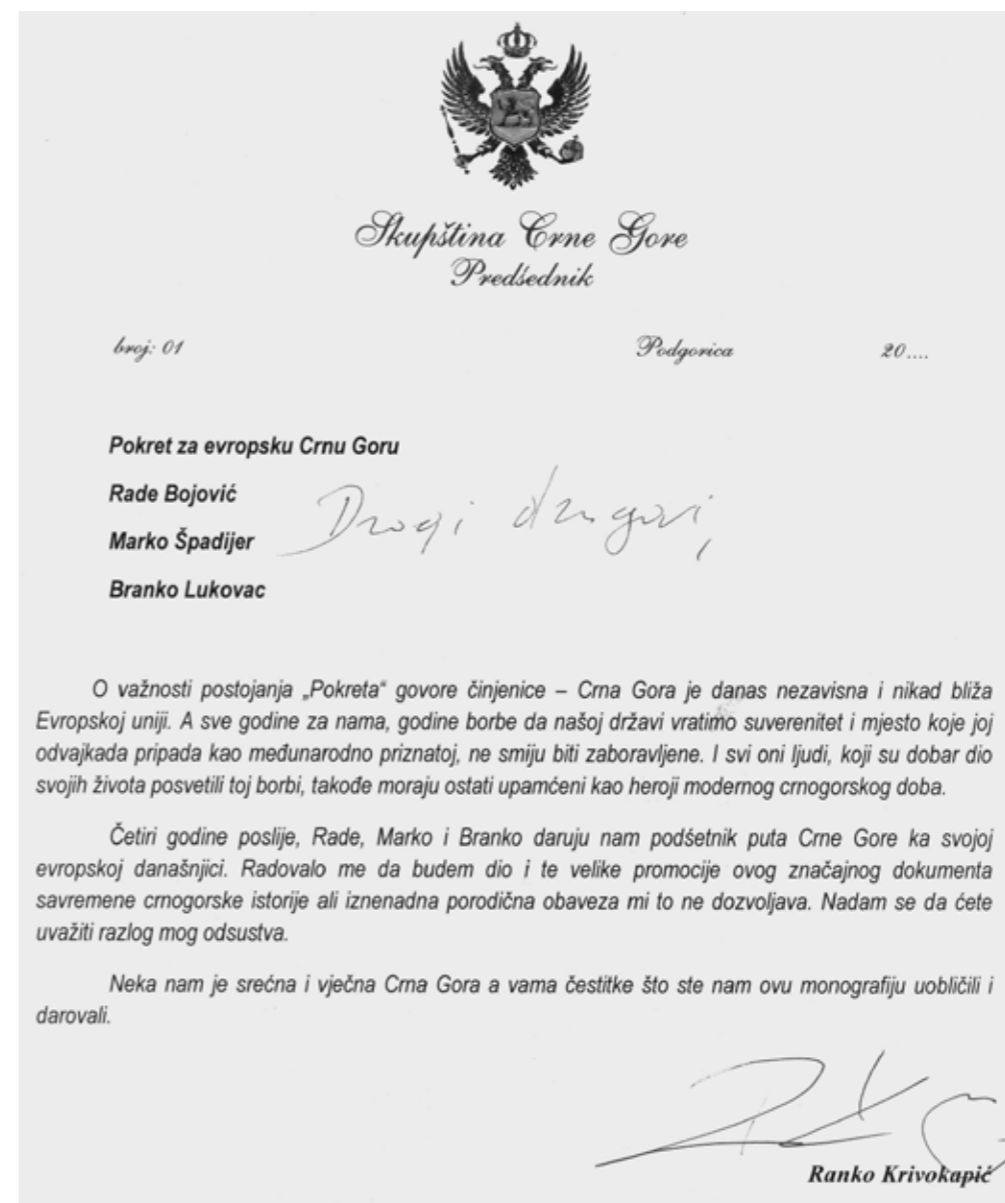 Skupština Crne Gore
Predśednik
broj: 01 Podgorica 20....
Pokret za evropsku Crnu Goru
Rade Bojović
Marko Špadijer
Branko Lukovac
Dragi drugovi,
O važnosti postojanja „Pokreta“ govore činjenice – Crna Gora je danas nezavisna i nikad bliža
Evropskoj uniji. A sve godine za nama, godine borbe da našoj državi vratimo suverenitet i mjesto koje joj
odvajkada pripada kao međunarodno priznatoj, ne smiju biti zaboravljene. I svi oni ljudi, koji su dobar dio
svojih života posvetili toj borbi, takođe moraju ostati upamćeni kao heroji modernog crnogorskog doba.
Četiri godine poslije, Rade, Marko i Branko daruju nam podśetnik puta Crne Gore ka svojoj
evropskoj današnjici. Radovalo me da budem dio i te velike promocije ovog značajnog dokumenta
savremene crnogorske istorije ali iznenadna porodična obaveza mi to ne dozvoljava. Nadam se da ćete
uvažiti razlog mog odsustva.
Neka nam je srećna i vječna Crna Gora a vama čestitke što ste nam ovu monografiju uobličili i
darovali.
Ranko Krivokapić